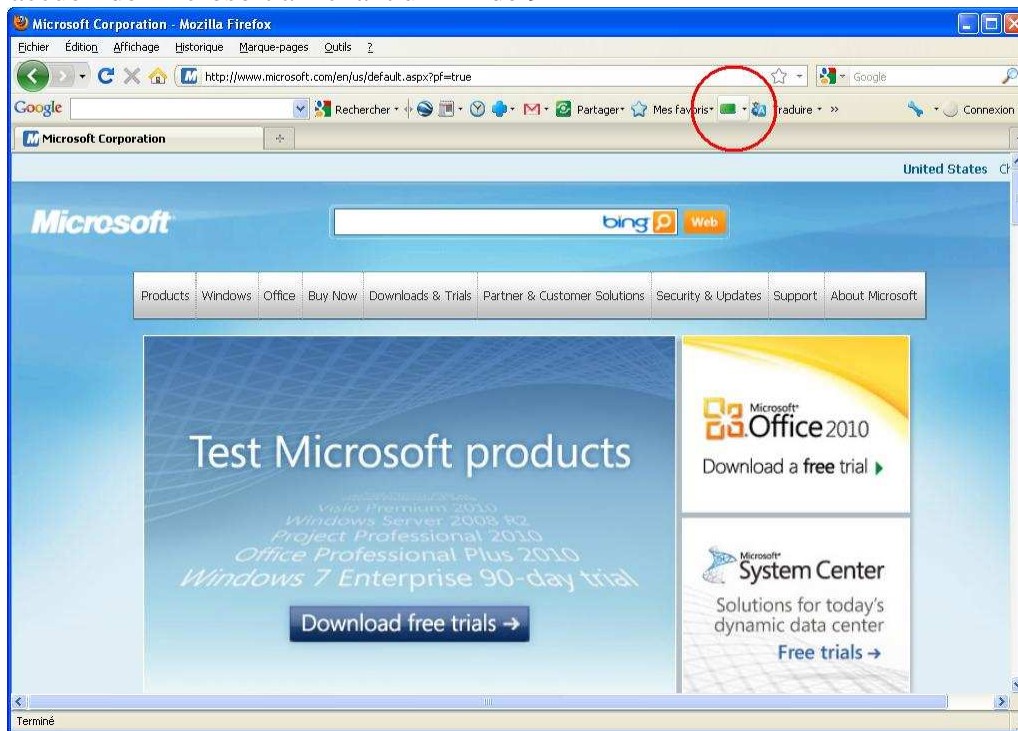 Microsoft Corporation - Mozilla Firefox
Fichier Édition Affichage Historique Marque-pages Outils ?
http://www.microsoft.com/en/us/default.aspx?pf=true Google
Google Rechercher Partager Mes favoris Traduire » Connexion
Microsoft Corporation
United States
Microsoft bing Web
Products Windows Office Buy Now Downloads & Trials Partner & Customer Solutions Security & Updates Support About Microsoft
Test Microsoft products
Visio Premium 2010
Windows Server 2008 R2
Project Professional 2010
Office Professional Plus 2010
Windows 7 Enterprise 90-day trial
Download free trials →
Microsoft
Office 2010
Download a free trial
Microsoft
System Center
Solutions for today's
dynamic data center
Free trials →
Terminé